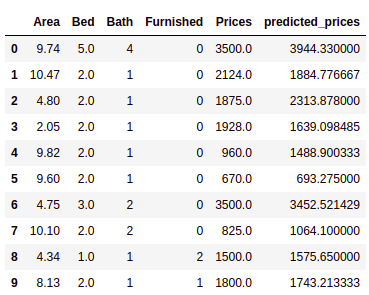 Area Bed Bath Furnished Prices predicted_prices
0 9.74 5.0 4 0 3500.0 3944.330000
1 10.47 2.0 1 0 2124.0 1884.776667
2 4.80 2.0 1 0 1875.0 2313.878000
3 2.05 2.0 1 0 1928.0 1639.098485
4 9.82 2.0 1 0 960.0 1488.900333
5 9.60 2.0 1 0 670.0 693.275000
6 4.75 3.0 2 0 3500.0 3452.521429
7 10.10 2.0 2 0 825.0 1064.100000
8 4.34 1.0 1 2 1500.0 1575.650000
9 8.13 2.0 1 1 1800.0 1743.213333